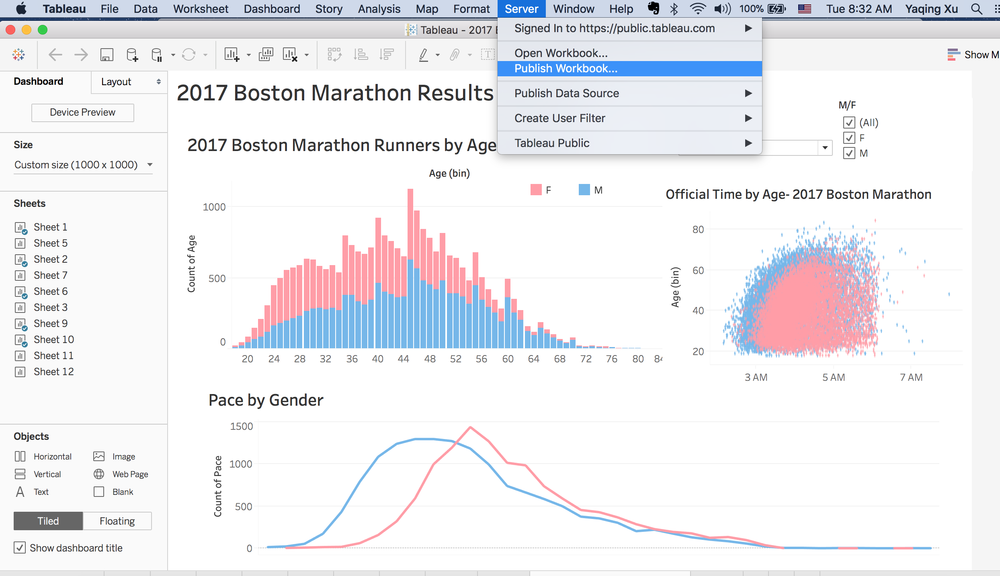 Tableau File Data Worksheet Dashboard Story Analysis Map Format Server Window Help 100% Tue 8:32 AM Yaqing Xu
Tableau - 2017
Signed In to https://public.tableau.com
Open Workbook...
Publish Workbook...
Publish Data Source
Create User Filter
Tableau Public
T
Show M
Dashboard
Layout
Device Preview
Size
Custom size (1000 x 1000)
Sheets
Sheet 1
Sheet 5
Sheet 2
Sheet 7
Sheet 6
Sheet 3
Sheet 9
Sheet 10
Sheet 11
Sheet 12
Objects
Horizontal
Image
Vertical
Web Page
A Text
Blank
Tiled
Floating
Show dashboard title
2017 Boston Marathon Results
M/F
(All)
F
M
2017 Boston Marathon Runners by Age
Age (bin)
F M
Count of Age
1000
500
0
20 24 28 32 36 40 44 48 52 56 60 64 68 72 76 80 84
Official Time by Age- 2017 Boston Marathon
Age (bin)
80
60
40
20
3 AM 5 AM 7 AM
Pace by Gender
Count of Pace
1500
1000
500
0